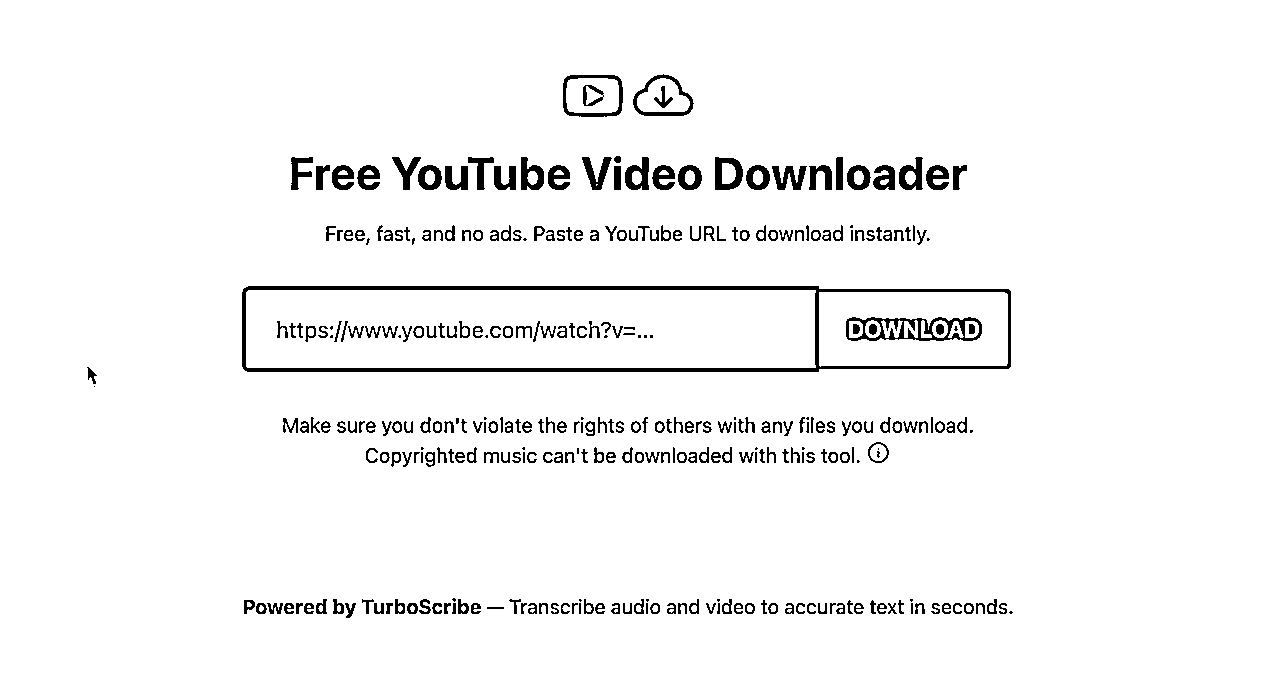 Free YouTube Video Downloader
Free, fast, and no ads. Paste a YouTube URL to download instantly.
https://www.youtube.com/watch?v=...
DOWNLOAD
Make sure you don't violate the rights of others with any files you download.
Copyrighted music can't be downloaded with this tool.
Powered by TurboScribe — Transcribe audio and video to accurate text in seconds.